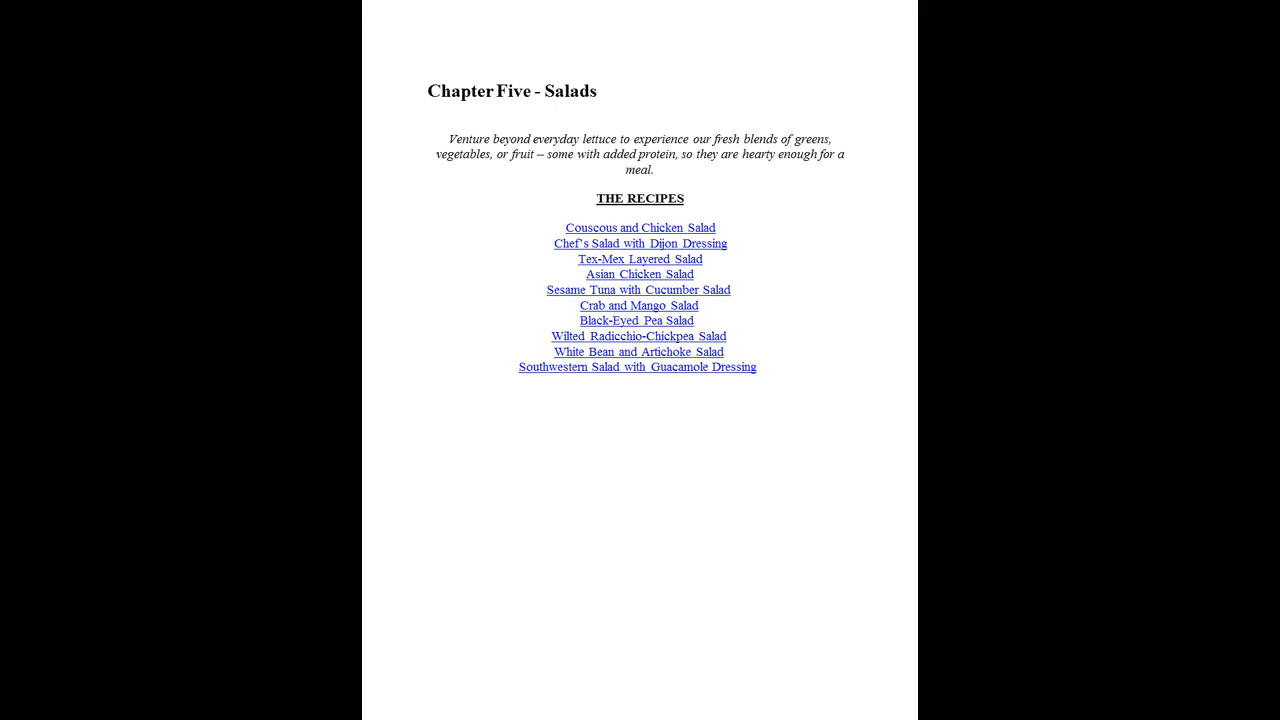 Chapter Five - Salads
Venture beyond everyday lettuce to experience our fresh blends of greens,
vegetables, or fruit – some with added protein, so they are hearty enough for a
meal.
THE RECIPES
Couscous and Chicken Salad
Chef's Salad with Dijon Dressing
Tex-Mex Layered Salad
Asian Chicken Salad
Sesame Tuna with Cucumber Salad
Crab and Mango Salad
Black-Eyed Pea Salad
Wilted Radicchio-Chickpea Salad
White Bean and Artichoke Salad
Southwestern Salad with Guacamole Dressing